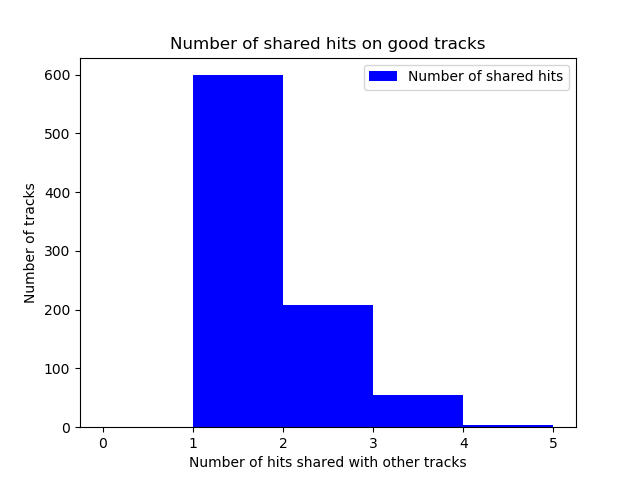 Number of shared hits on good tracks
Number of shared hits
600
500
400
300
200
100
0
Number of tracks
0 1 2 3 4 5
Number of hits shared with other tracks